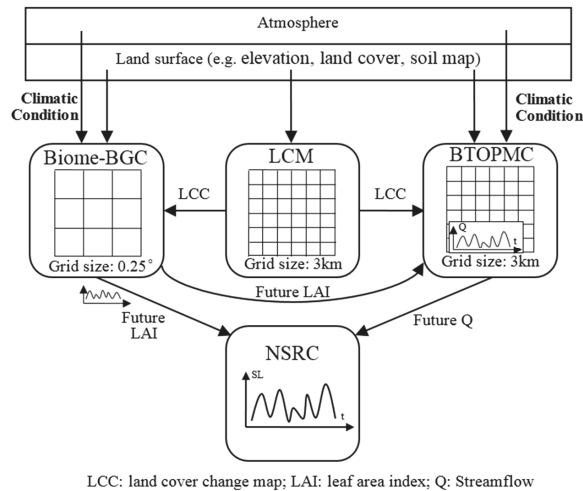 Atmosphere
Land surface (e.g. elevation, land cover, soil map)
Climatic
Condition
Climatic
Condition
Biome-BGC
LCM
BTOPMC
LCC
LCC
Q
t
Grid size: 0.25°
Grid size: 3km
Grid size: 3km
Future LAI
Future
LAI
Future Q
NSRC
SL
t
LCC: land cover change map; LAI: leaf area index; Q: Streamflow